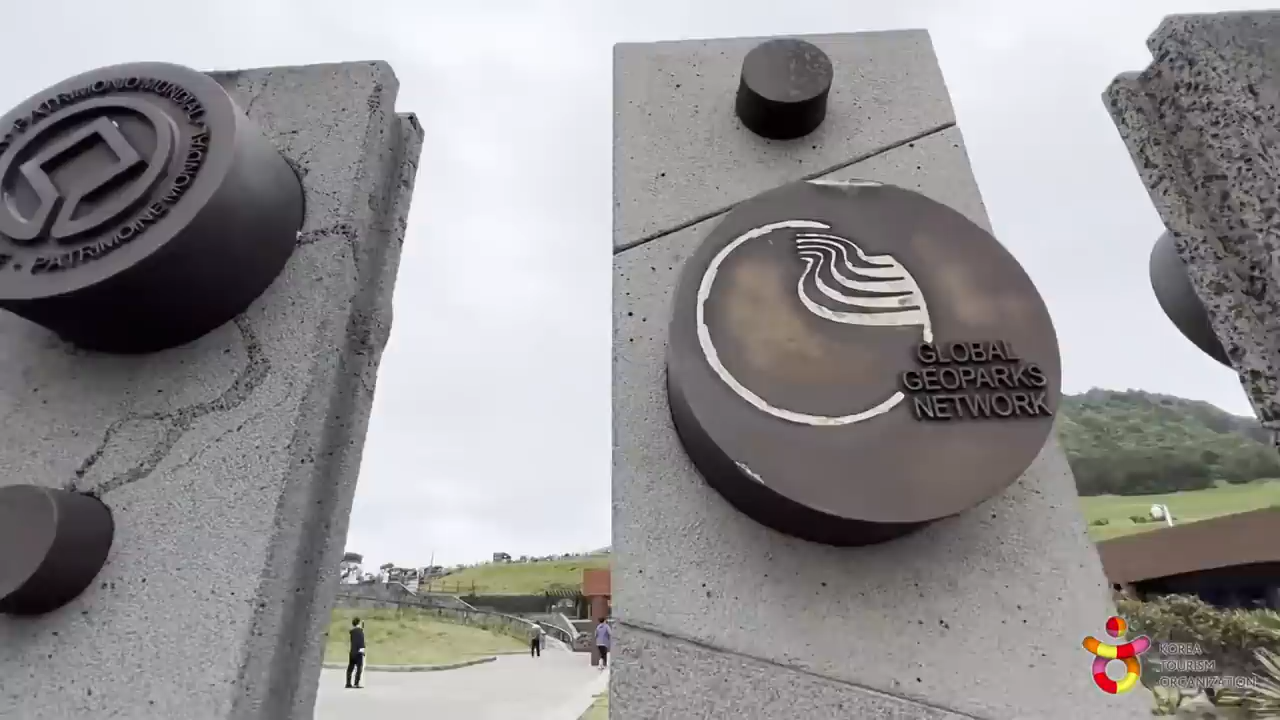 PATRIMONIO MUNDIAL
PATRIMOINE MONDIAL
GLOBAL
GEOPARKS
NETWORK
KOREA
TOURISM
ORGANIZATION